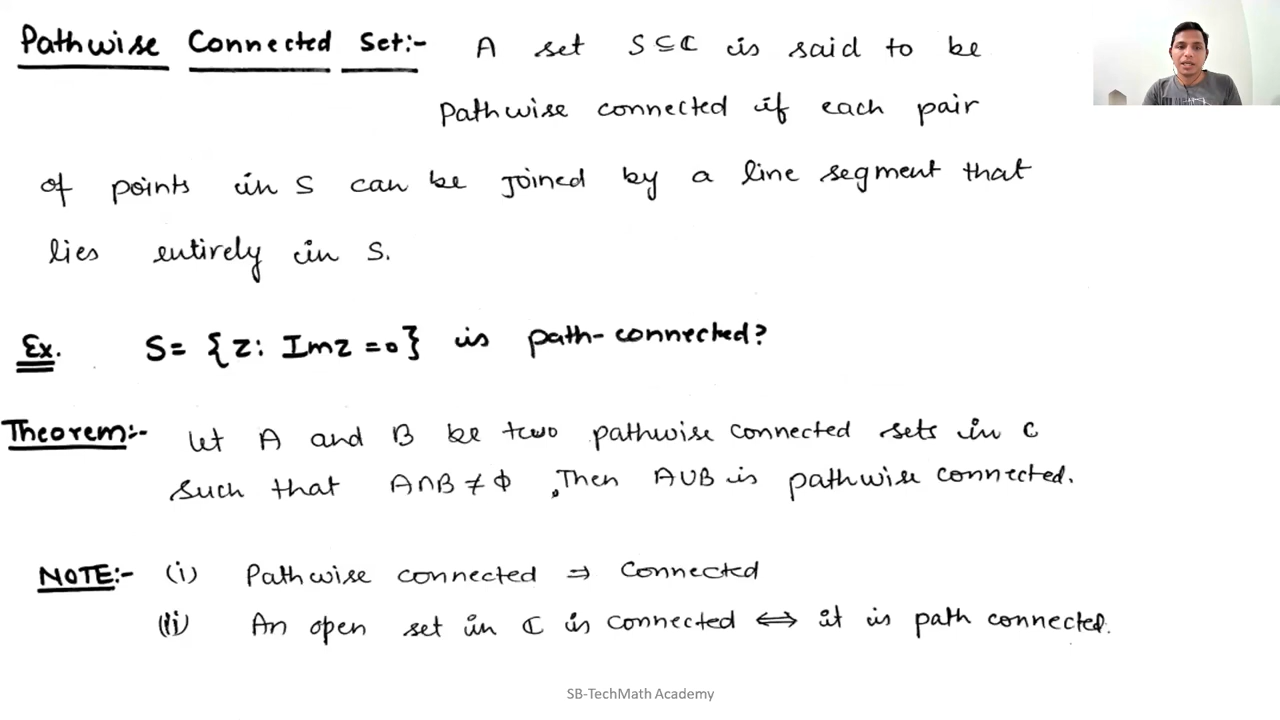 Pathwise Connected Set:- A set S⊆ℂ is said to be
Pathwise connected if each pair
of points in S can be joined by a line segment that
lies entirely in S.
Ex. S= {z: Imz =0} is path-connected?
Theorem:- Let A and B be two pathwise connected sets in C
such that A∩B ≠ Φ ,Then A∪B is pathwise connected.
NOTE:- (i) Pathwise connected ⇒ Connected
(ii) An open set in ℂ is connected ⟺ it is path connected.
SB-TechMath Academy